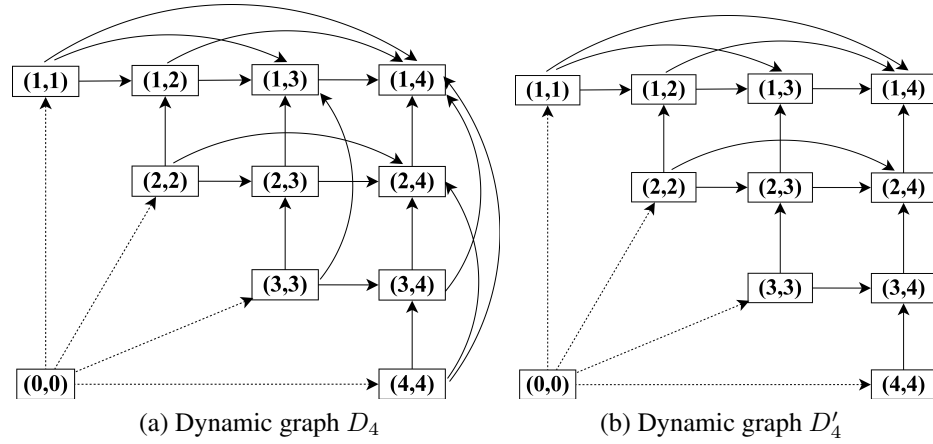 (1,1) (1,2) (1,3) (1,4) (1,1) (1,2) (1,3) (1,4)
(2,2) (2,3) (2,4) (2,2) (2,3) (2,4)
(3,3) (3,4) (3,3) (3,4)
(0,0) (4,4) (0,0) (4,4)
(a) Dynamic graph D₄ (b) Dynamic graph D′₄